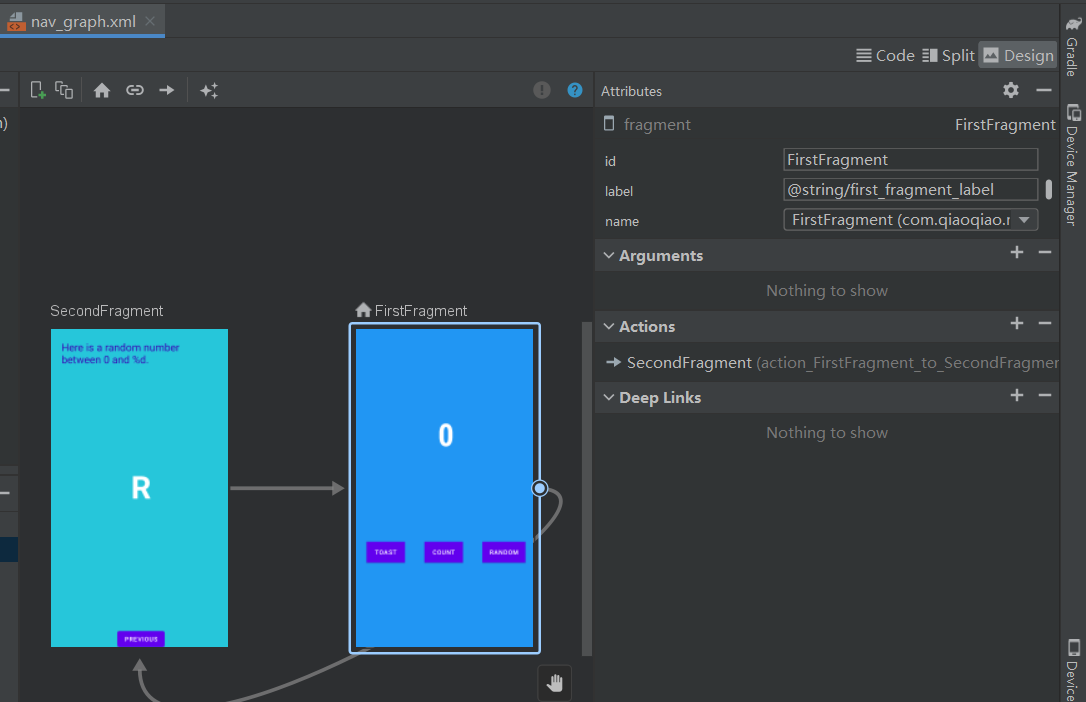 nav_graph.xml
Code Split Design
Attributes
fragment FirstFragment
id FirstFragment
label @string/first_fragment_label
name FirstFragment (com.qiaoqiao.r
Arguments
Nothing to show
Actions
SecondFragment (action_FirstFragment_to_SecondFragmer
Deep Links
Nothing to show
SecondFragment
Here is a random number
between 0 and %d.
R
PREVIOUS
FirstFragment
0
TOAST COUNT RANDOM
Gradle
Device Manager
Device